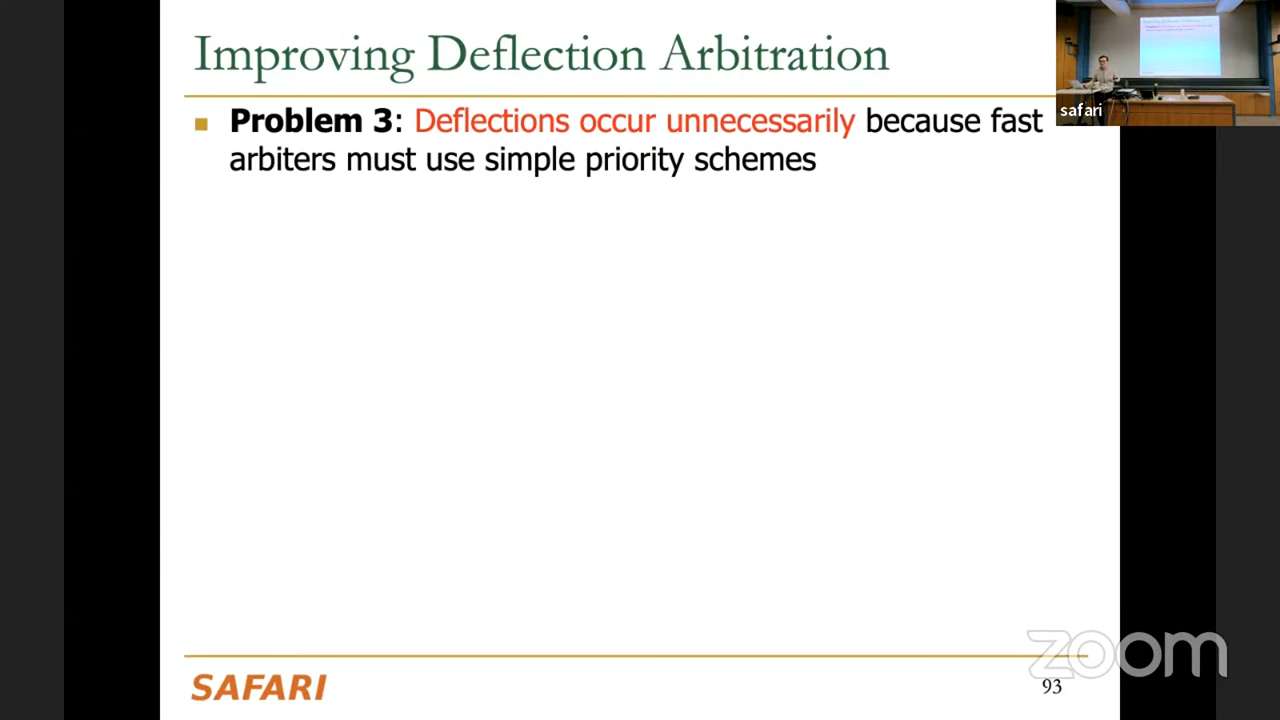 Improving Deflection Arbitration
■ Problem 3: Deflections occur unnecessarily because fast
arbiters must use simple priority schemes
safari
zoom
SAFARI
93